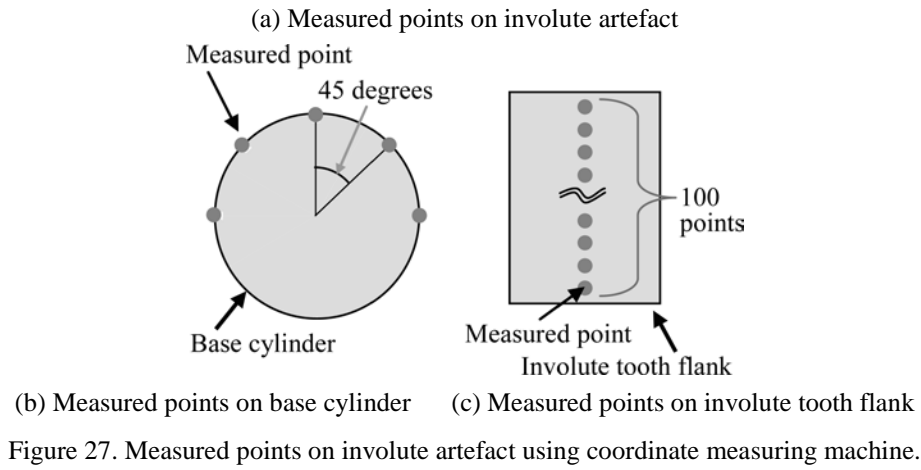 (a) Measured points on involute artefact
Measured point
45 degrees
Base cylinder
100
points
Measured point
Involute tooth flank
(b) Measured points on base cylinder
(c) Measured points on involute tooth flank
Figure 27. Measured points on involute artefact using coordinate measuring machine.